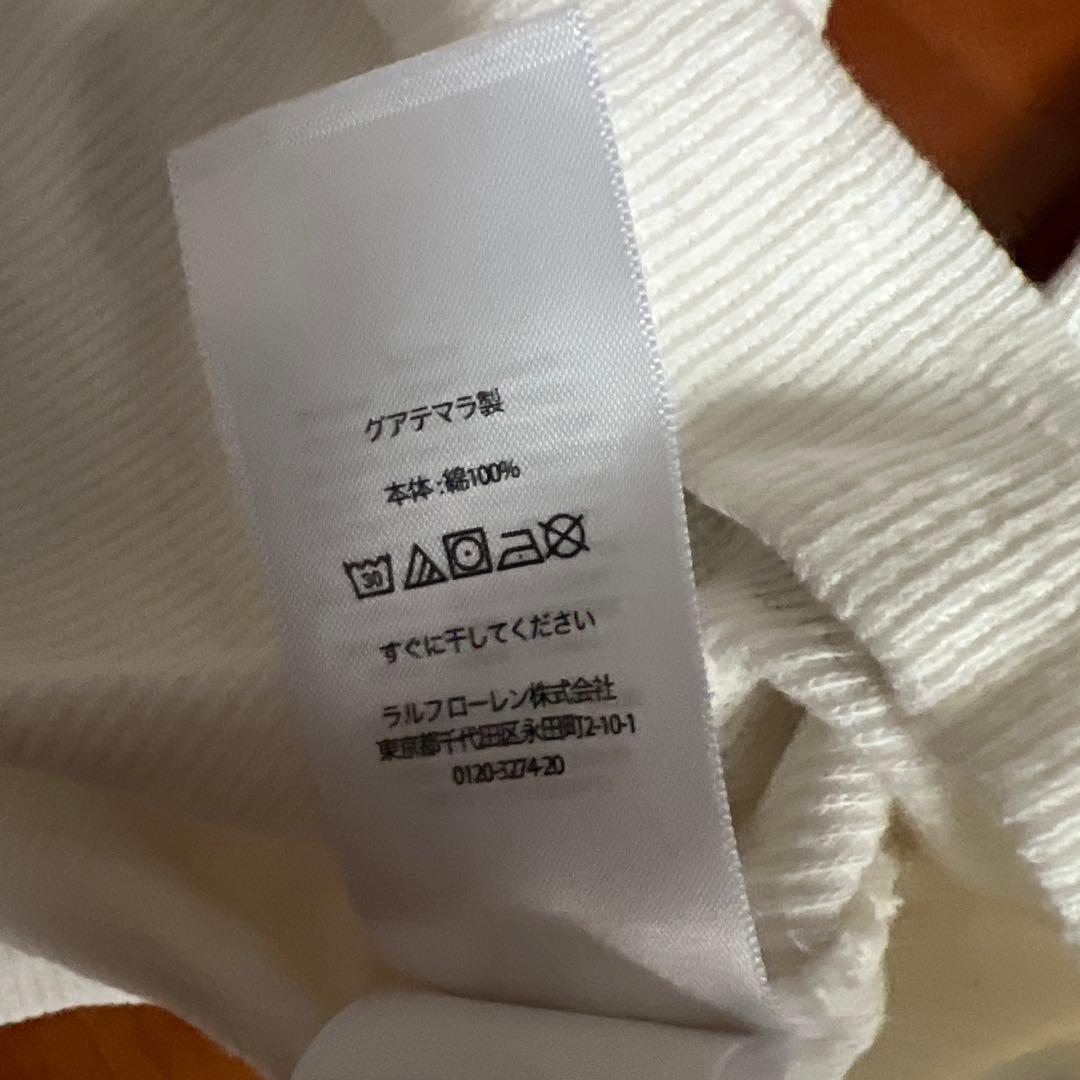 グアテマラ製
本体:綿100%
30
すぐに干してください
ラルフローレン株式会社
東京都千代田区永田町2-10-1
0120-3274-20